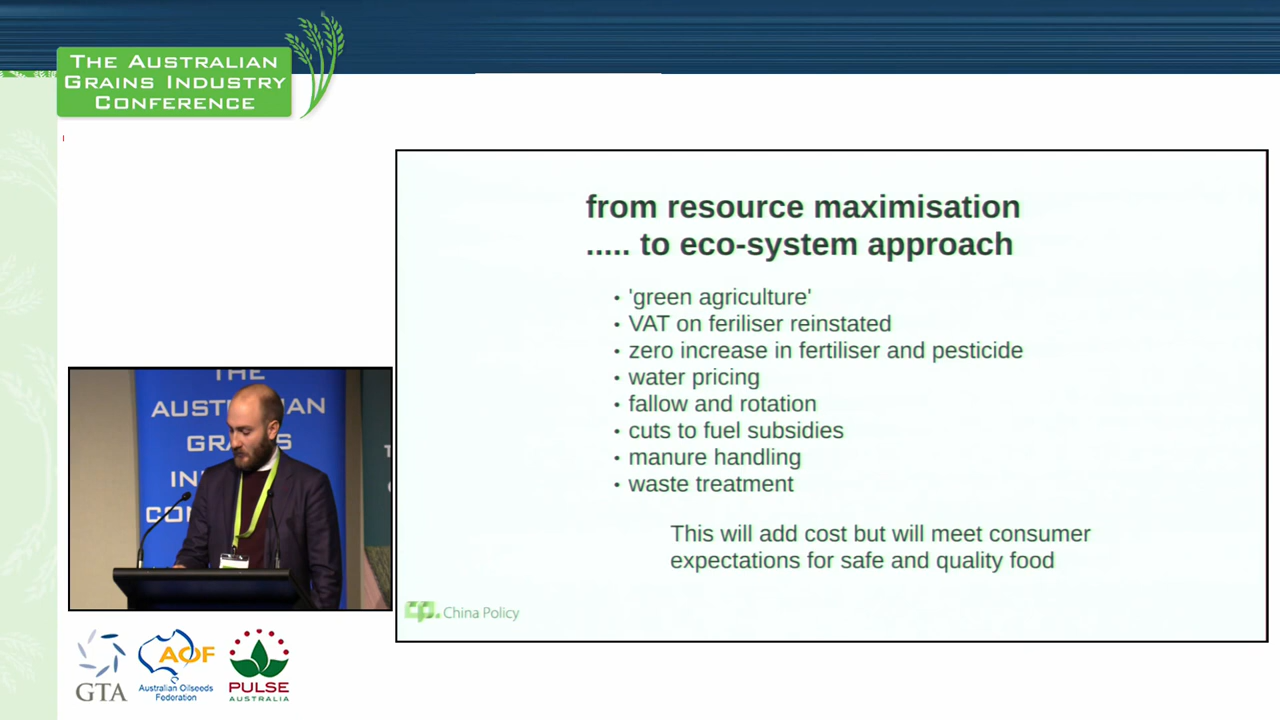 THE AUSTRALIAN
GRAINS INDUSTRY
CONFERENCE
from resource maximisation
..... to eco-system approach
• 'green agriculture'
• VAT on feriliser reinstated
• zero increase in fertiliser and pesticide
• water pricing
• fallow and rotation
• cuts to fuel subsidies
• manure handling
• waste treatment
This will add cost but will meet consumer
expectations for safe and quality food
cp. China Policy
THE
AUSTRALIAN
GTA
AOF
Australian Oilseeds
Federation
PULSE
AUSTRALIA